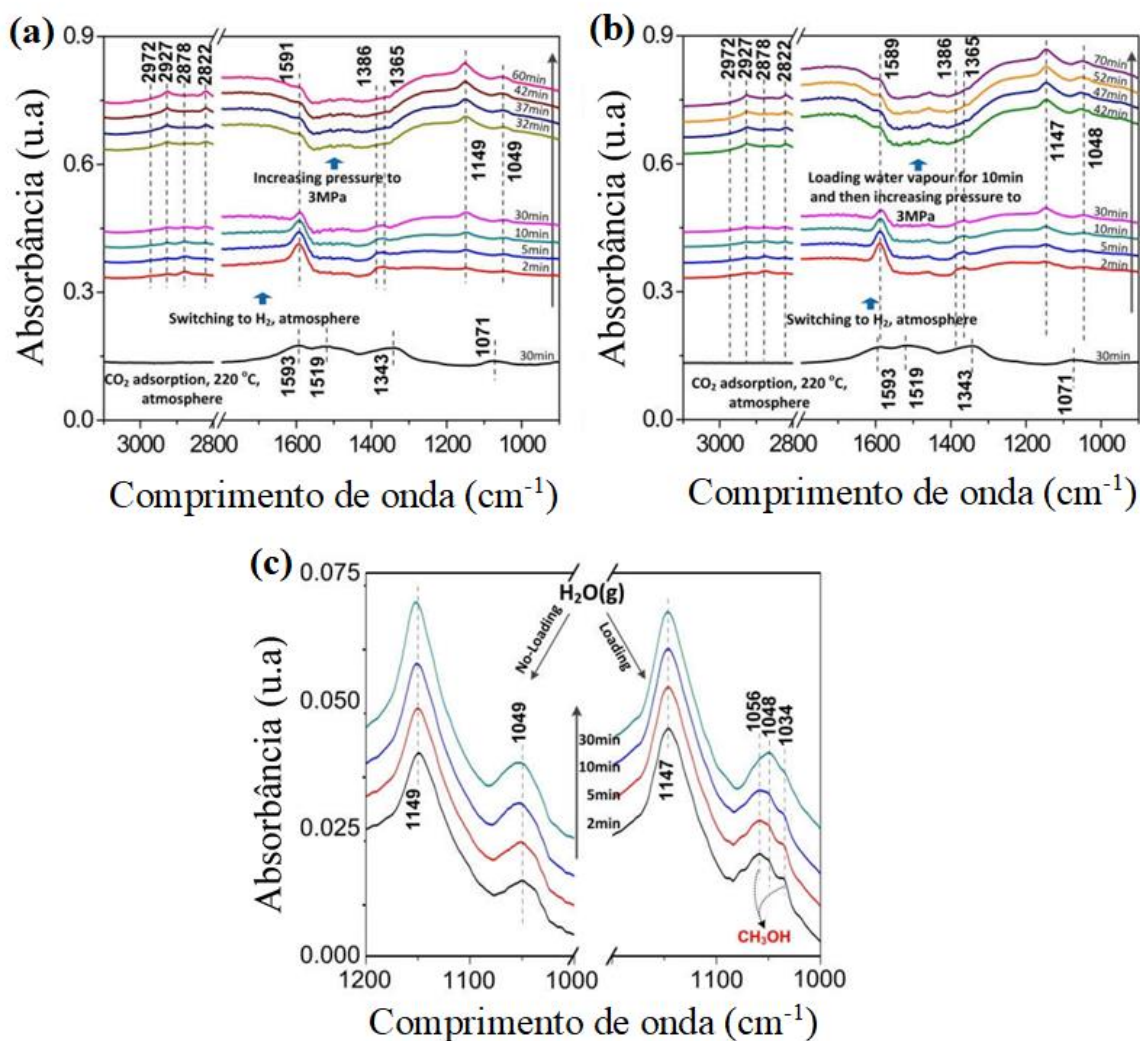 (a)
0.9
0.6
0.3
0.0
Absorbância (u.a)
2972
2927
2878
2822
1591
1386
1365
60min
42min
37min
32min
1149
1049
Increasing pressure to
3MPa
30min
10min
5min
2min
Switching to H₂, atmosphere
1071
30min
CO₂ adsorption, 220 °C,
atmosphere
1593
1519
1343
3000 2800 1600 1400 1200 1000
Comprimento de onda (cm⁻¹)
(b)
0.9
0.6
0.3
0.0
Absorbância (u.a)
2972
2927
2878
2822
1589
1386
1365
70min
52min
47min
42min
1147
1048
Loading water vapour for 10min
and then increasing pressure to
3MPa
30min
10min
5min
2min
Switching to H₂, atmosphere
30min
CO₂ adsorption, 220 °C,
atmosphere
1593
1519
1343
1071
3000 2800 1600 1400 1200 1000
Comprimento de onda (cm⁻¹)
(c)
0.075
0.050
0.025
0.000
Absorbância (u.a)
H₂O(g)
No-Loading
Loading
1049
1149
30min
10min
5min
2min
1147
1056
1048
1034
CH₃OH
1200 1100 1000 1100 1000
Comprimento de onda (cm⁻¹)